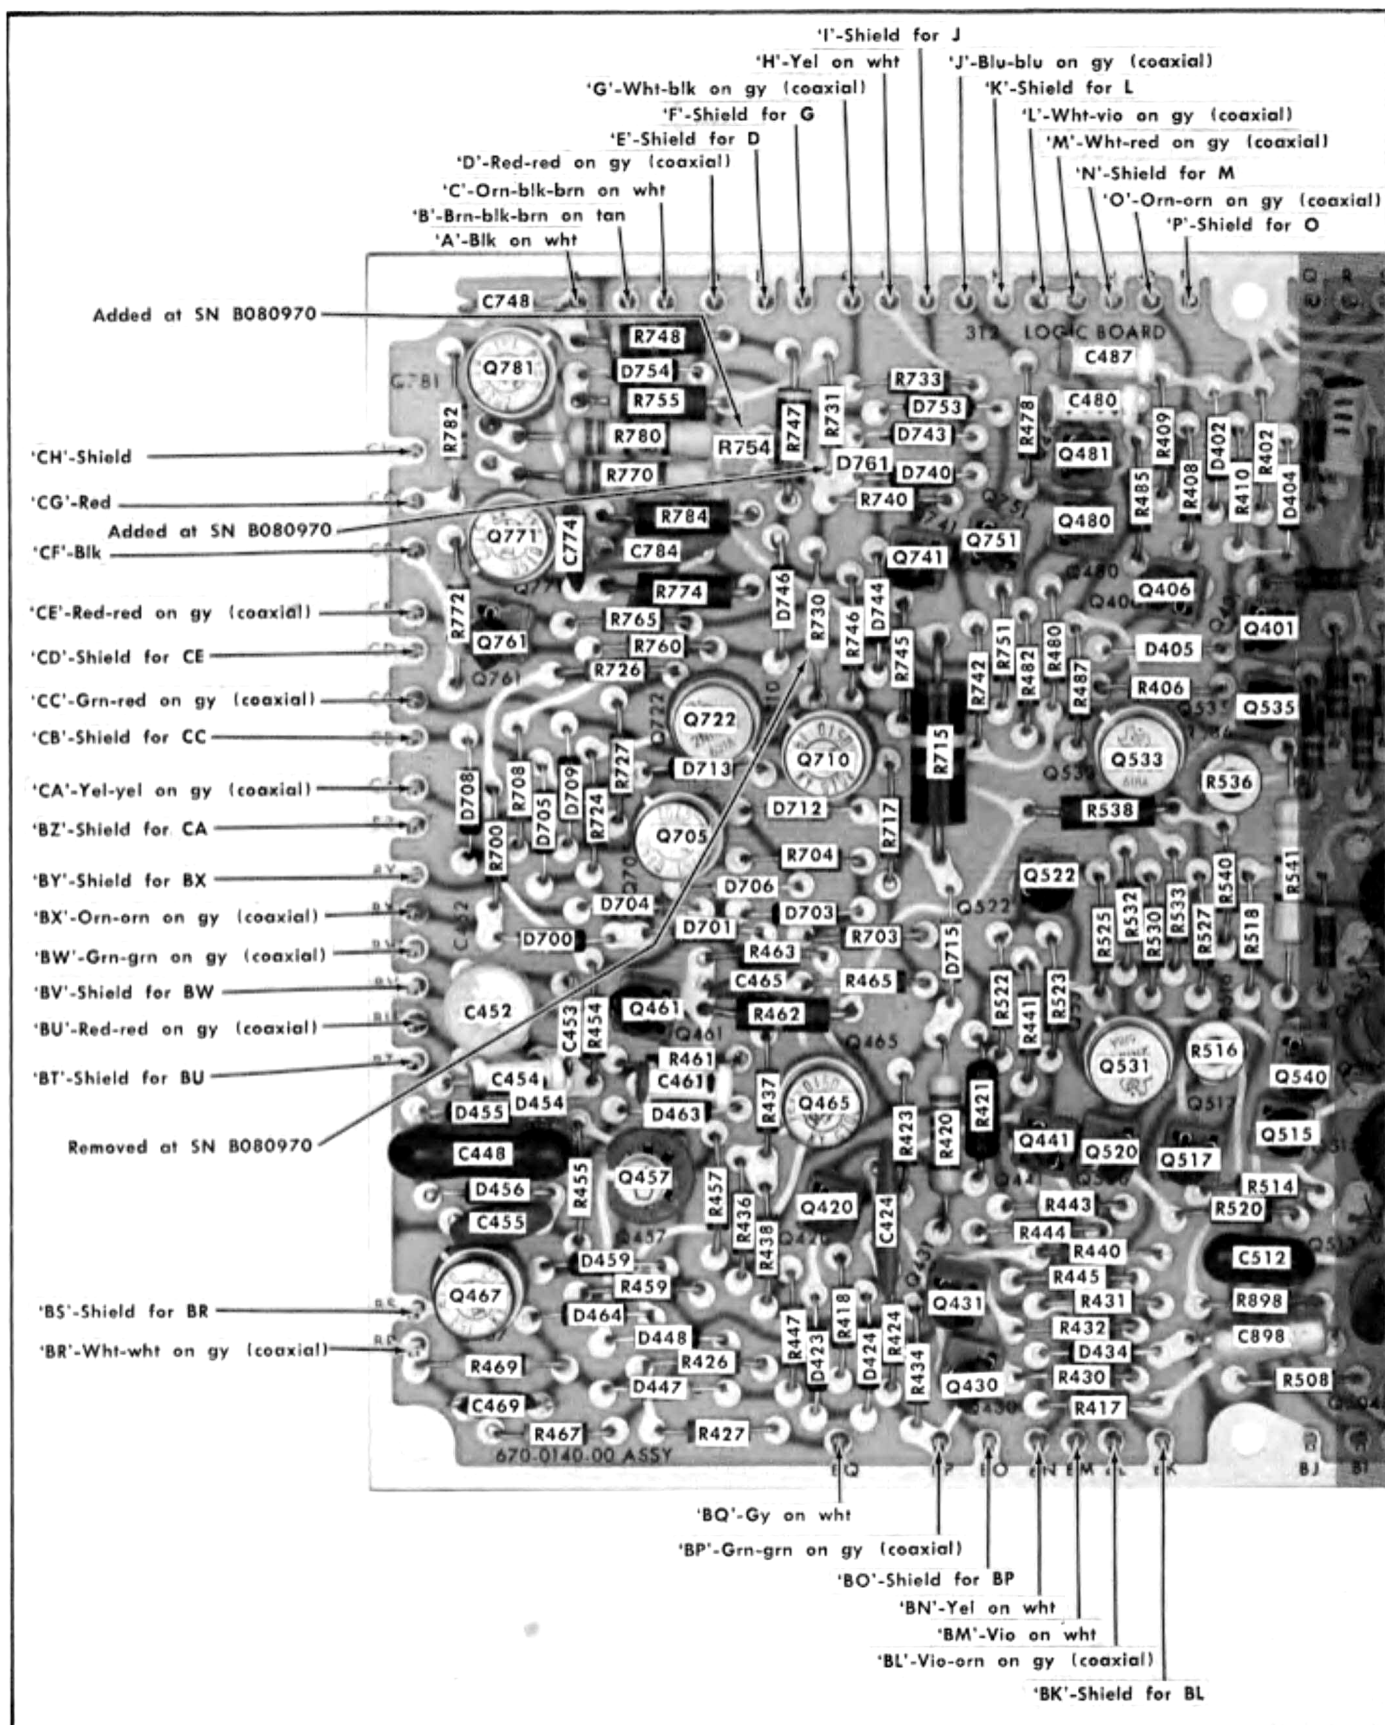 'I'-Shield for J
'H'-Yel on wht
'J'-Blu-blu on gy (coaxial)
'G'-Wht-blk on gy (coaxial)
'K'-Shield for L
'F'-Shield for G
'L'-Wht-vio on gy (coaxial)
'E'-Shield for D
'M'-Wht-red on gy (coaxial)
'D'-Red-red on gy (coaxial)
'N'-Shield for M
'C'-Orn-blk-brn on wht
'O'-Orn-orn on gy (coaxial)
'B'-Brn-blk-brn on tan
'P'-Shield for O
'A'-Blk on wht
Q R
C748
Added at SN B080970
312 LOGIC BOARD
R748
C487
Q781
D754
R733
Q781
R755
D753
C480
R782
R780
R754
R747
R731
D743
R478
Q481
R409
D402
R402
'CH'-Shield
R770
D761
D740
R485
R408
R410
D404
'CG'-Red
R740
Q751
Added at SN B080970
R784
Q480
Q771
C774
C784
Q741
Q751
'CF'-Blk
R774
Q480
Q406
R772
D746
R730
R746
D744
'CE'-Red-red on gy (coaxial)
R765
R745
R751
R482
R480
Q401
Q761
R760
D405
'CD'-Shield for CE
R726
R742
R487
Q761
R406
'CC'-Grn-red on gy (coaxial)
Q722
Q722
Q535
'CB'-Shield for CC
Q710
R715
Q533
D708
R708
D705
D709
R724
R727
D713
R536
'CA'-Yel-yel on gy (coaxial)
D712
R717
R538
'BZ'-Shield for CA
R700
Q705
R704
R541
'BY'-Shield for BX
D706
Q522
R540
D704
D703
Q522
R525
R532
R530
R533
R527
R518
'BX'-Orn-orn on gy (coaxial)
C452
D701
D700
R703
'BW'-Grn-grn on gy (coaxial)
R463
D715
'BV'-Shield for BW
C465
R465
R522
R523
C452
Q461
R462
R441
'BU'-Red-red on gy (coaxial)
C453
R454
Q461
Q465
'BT'-Shield for BU
R461
R516
C454
C461
R437
Q531
Q540
D454
D455
D463
Q465
R423
R420
R421
Q517
Removed at SN B080970
C448
Q441
Q520
Q517
Q515
R455
Q457
R457
R436
D456
Q420
C424
R514
C455
R438
R443
R520
Q457
R444
D459
R440
C512
Q467
R459
R445
'BS'-Shield for BR
D464
Q431
R431
R898
R447
R418
R424
D448
R432
C898
'BR'-Wht-wht on gy (coaxial)
R469
R426
D423
D424
R434
D434
D447
Q430
R430
R508
C469
R417
R467
R427
Q430
670-0140-00 ASSY
BJ
'BQ'-Gy on wht
'BP'-Grn-grn on gy (coaxial)
'BO'-Shield for BP
'BN'-Yel on wht
'BM'-Vio on wht
'BL'-Vio-orn on gy (coaxial)
'BK'-Shield for BL